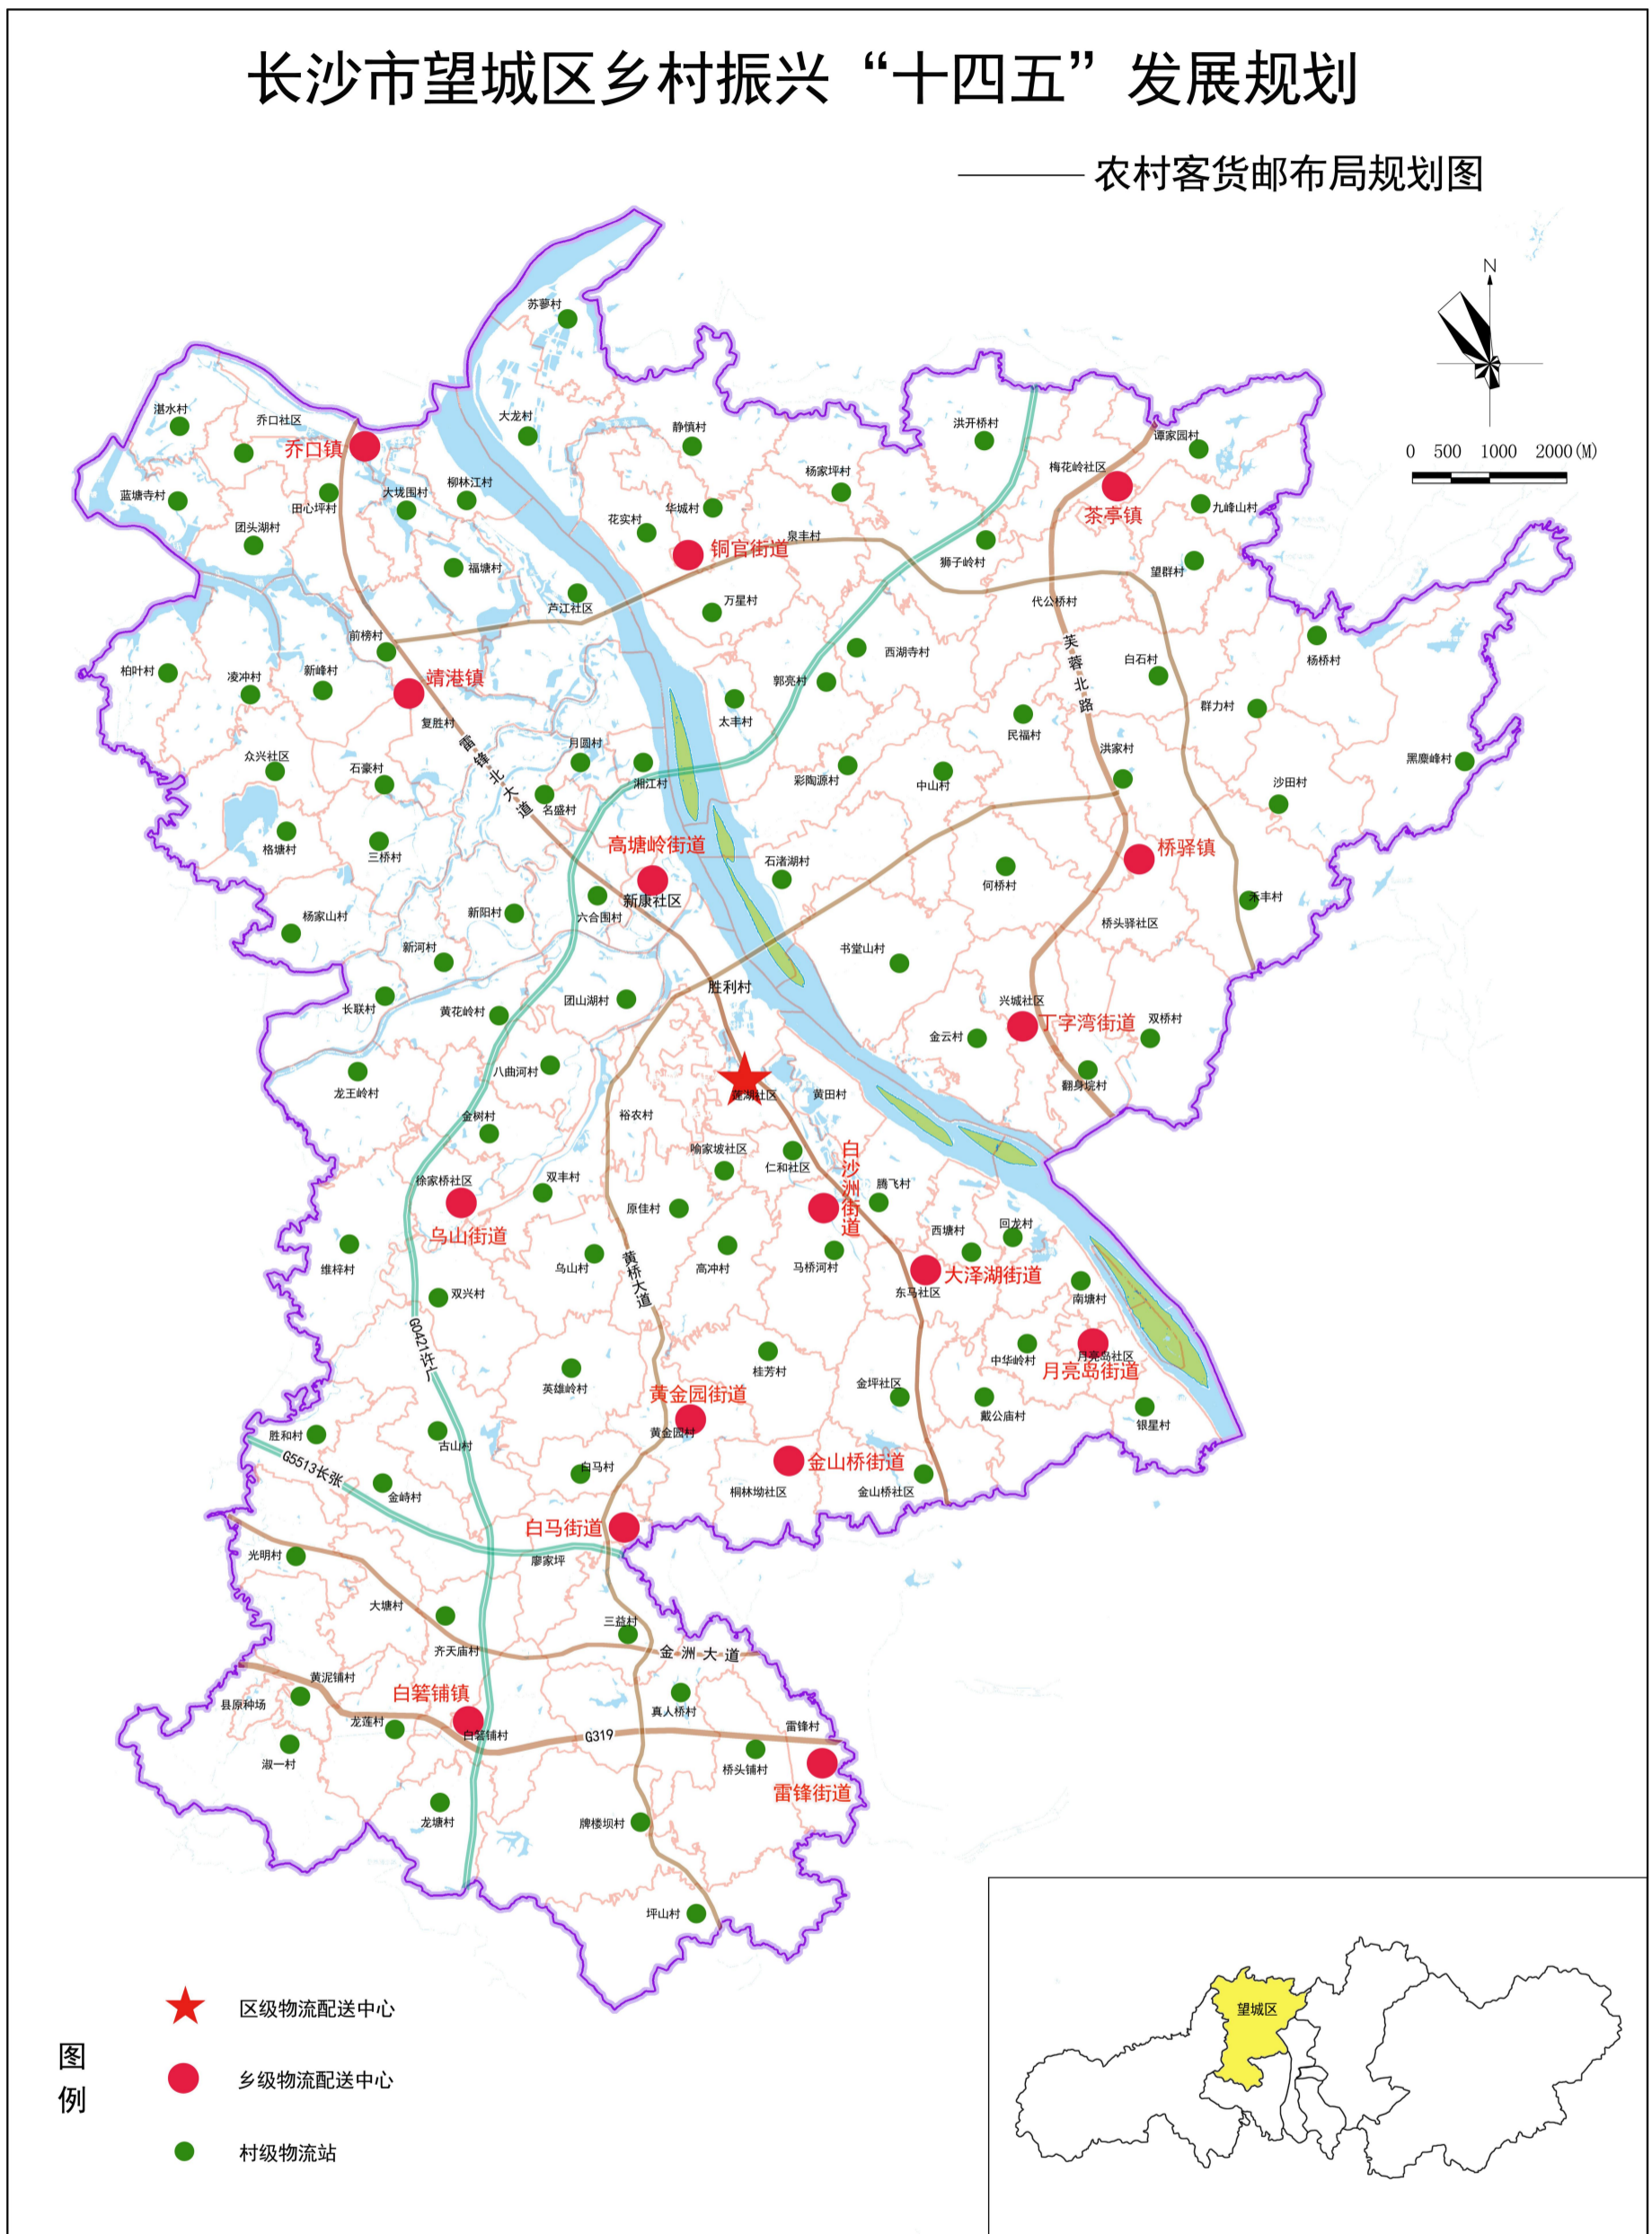 长沙市望城区乡村振兴“十四五”发展规划
——农村客货邮布局规划图
N
0 500 1000 2000(M)
苏蓼村
湛水村
乔口社区
乔口镇
大龙村
静慎村
洪开桥村
谭家园村
梅花岭社区
茶亭镇
蓝塘寺村
田心坪村
大垅围村
柳林江村
杨家坪村
华城村
九峰山村
团头湖村
花实村
铜官街道
泉丰村
狮子岭村
望群村
福塘村
芦江社区
万星村
代公桥村
前榜村
西湖寺村
杨桥村
柏叶村
凌冲村
新峰村
靖港镇
复胜村
郭亮村
太丰村
芙蓉北路
白石村
群力村
民福村
众兴社区
石豪村
雷锋北大道
月圆村
湘江村
名盛村
彩陶源村
中山村
洪家村
沙田村
黑麋峰村
格塘村
三桥村
高塘岭街道
新康社区
石渚湖村
何桥村
桥驿镇
禾丰村
杨家山村
新阳村
六合围村
桥头驿社区
新河村
书堂山村
长联村
黄花岭村
团山湖村
胜利村
兴城社区
丁字湾街道
金云村
双桥村
翻身垸村
龙王岭村
八曲河村
莲湖社区
黄田村
金树村
裕农村
喻家坡社区
仁和社区
白沙洲街道
徐家桥社区
双丰村
原佳村
腾飞村
乌山街道
西塘村
回龙村
维梓村
乌山村
黄桥大道
高冲村
马桥河村
东马社区
大泽湖街道
南塘村
双兴村
G0421许广
英雄岭村
桂芳村
中华岭村
月亮岛社区
月亮岛街道
黄金园街道
黄金园村
金坪社区
戴公庙村
银星村
胜和村
古山村
G5513长张
金峙村
白马村
金山桥街道
桐林坳社区
金山桥社区
白马街道
廖家坪
光明村
大塘村
三益村
齐天庙村
金洲大道
黄泥铺村
县原种场
白箬铺镇
龙莲村
白箬铺村
真人桥村
G319
雷锋村
淑一村
桥头铺村
雷锋街道
龙塘村
牌楼坝村
坪山村
图例
区级物流配送中心
乡级物流配送中心
村级物流站
望城区